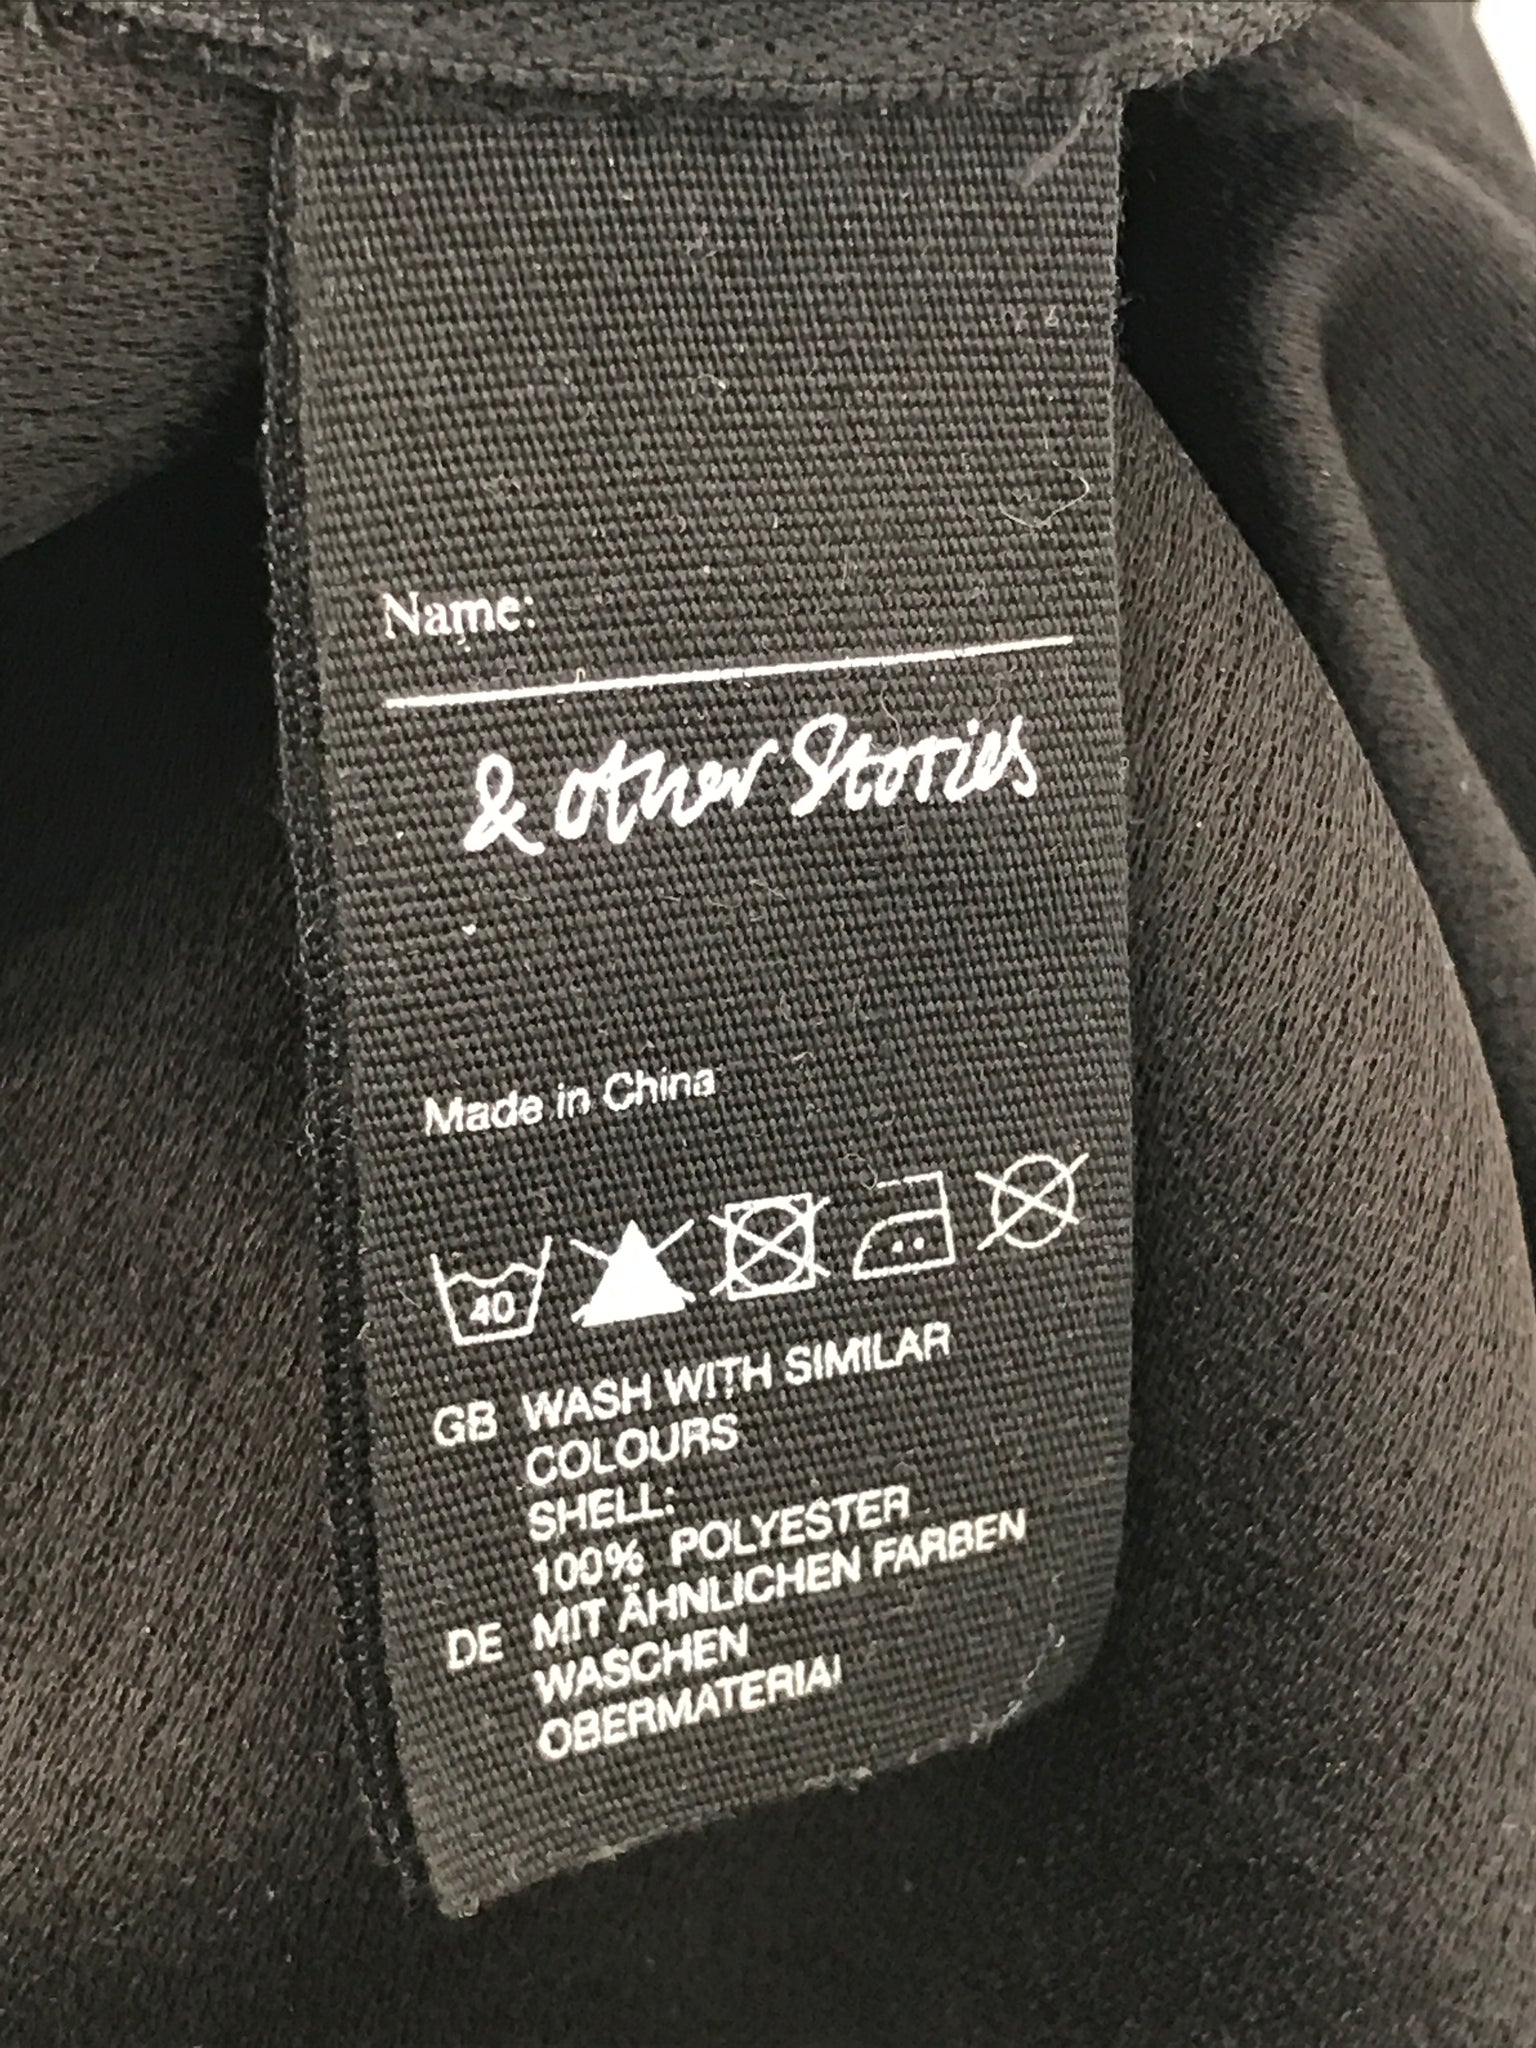 Name:
& other Stories
Made in China
40
GB WASH WITH SIMILAR
COLOURS
SHELL:
100% POLYESTER
DE MIT ÄHNLICHEN FARBEN
WASCHEN
OBERMATERIAL